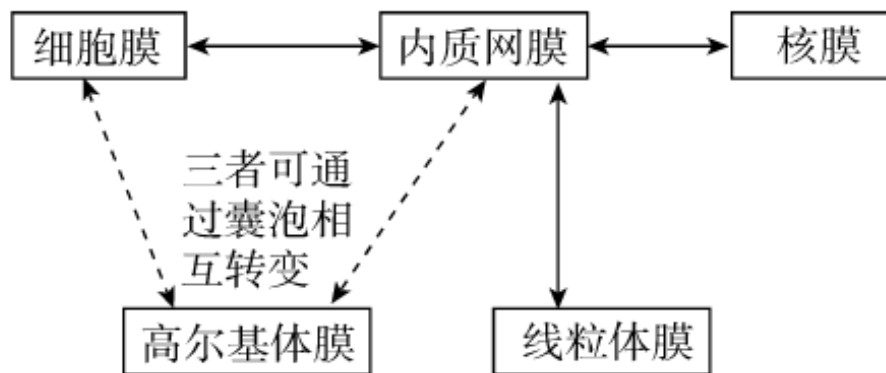 细胞膜
内质网膜
核膜
三者可通
过囊泡相
互转变
高尔基体膜
线粒体膜